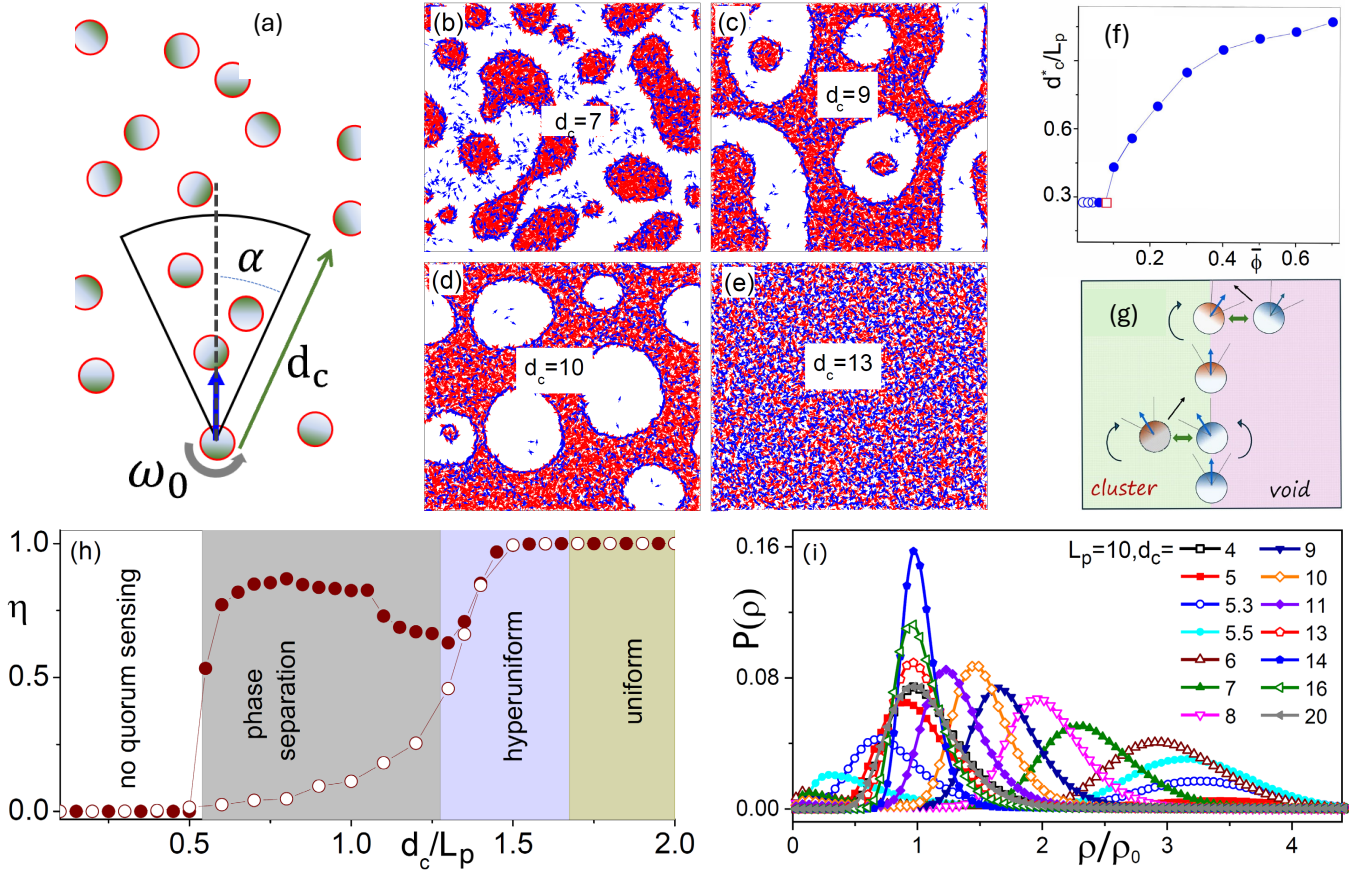 (a)
α
d_c
ω_0
(b)
d_c=7
(c)
d_c=9
(d)
d_c=10
(e)
d_c=13
(f)
d*_c/L_p
0.6
0.3
0.2
0.4
0.6
ϕ̄
(g)
cluster
void
(h)
η
1.0
0.5
0.0
no quorum sensing
phase
separation
hyperuniform
uniform
0.5
1.0
1.5
2.0
d_c/L_p
(i)
P(ρ)
0.16
0.08
0.00
L_p=10,d_c=
4
5
5.3
5.5
6
7
8
9
10
11
13
14
16
20
0
1
2
3
4
ρ/ρ_0